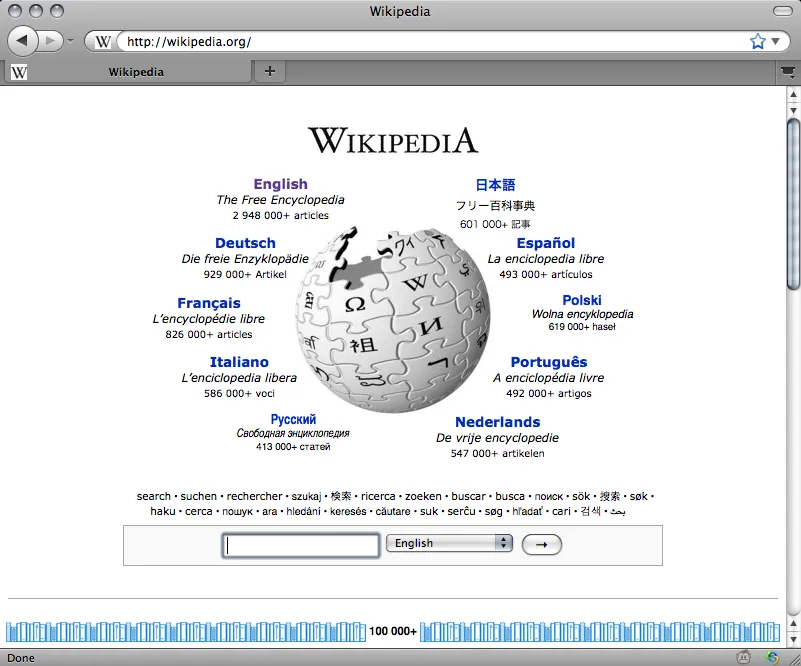 Wikipedia
http://wikipedia.org/
Wikipedia
WIKIPEDIA
English
The Free Encyclopedia
2 948 000+ articles
日本語
フリー百科事典
601 000+ 記事
Deutsch
Die freie Enzyklopädie
929 000+ Artikel
Español
La enciclopedia libre
493 000+ artículos
Français
L'encyclopédie libre
826 000+ articles
Polski
Wolna encyklopedia
619 000+ haseł
Italiano
L'enciclopedia libera
586 000+ voci
Português
A enciclopédia livre
492 000+ artigos
Русский
Свободная энциклопедия
413 000+ статей
Nederlands
De vrije encyclopedie
547 000+ artikelen
W
Ω
И
祖
search • suchen • rechercher • szukaj • 検索 • ricerca • zoeken • buscar • busca • поиск • sök • 搜索 • søk •
haku • cerca • пошук • ara • hledání • keresés • căutare • suk • serĉu • søg • hľadať • cari • 검색 • بحث
English →
100 000+
Done